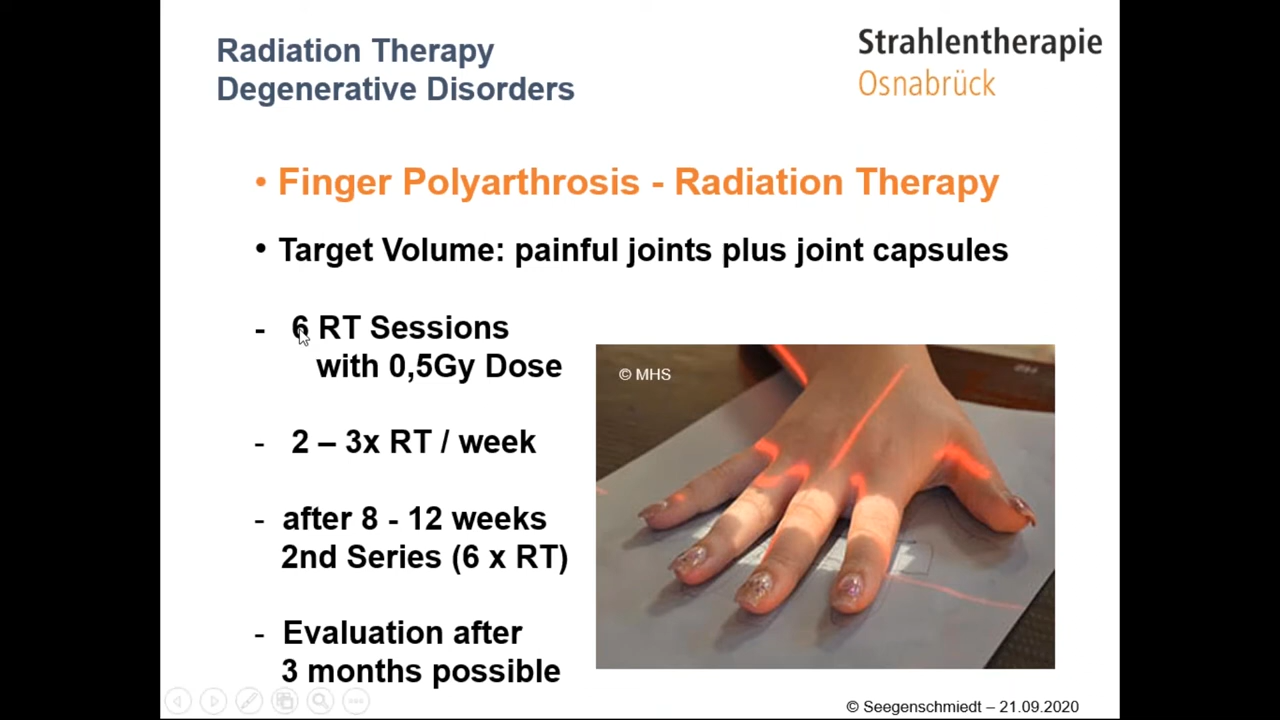 Radiation Therapy
Degenerative Disorders
Strahlentherapie
Osnabrück
• Finger Polyarthrosis - Radiation Therapy
• Target Volume: painful joints plus joint capsules
- 6 RT Sessions
with 0,5Gy Dose
- 2 – 3x RT / week
- after 8 - 12 weeks
2nd Series (6 x RT)
- Evaluation after
3 months possible
© MHS
© Seegenschmiedt – 21.09.2020